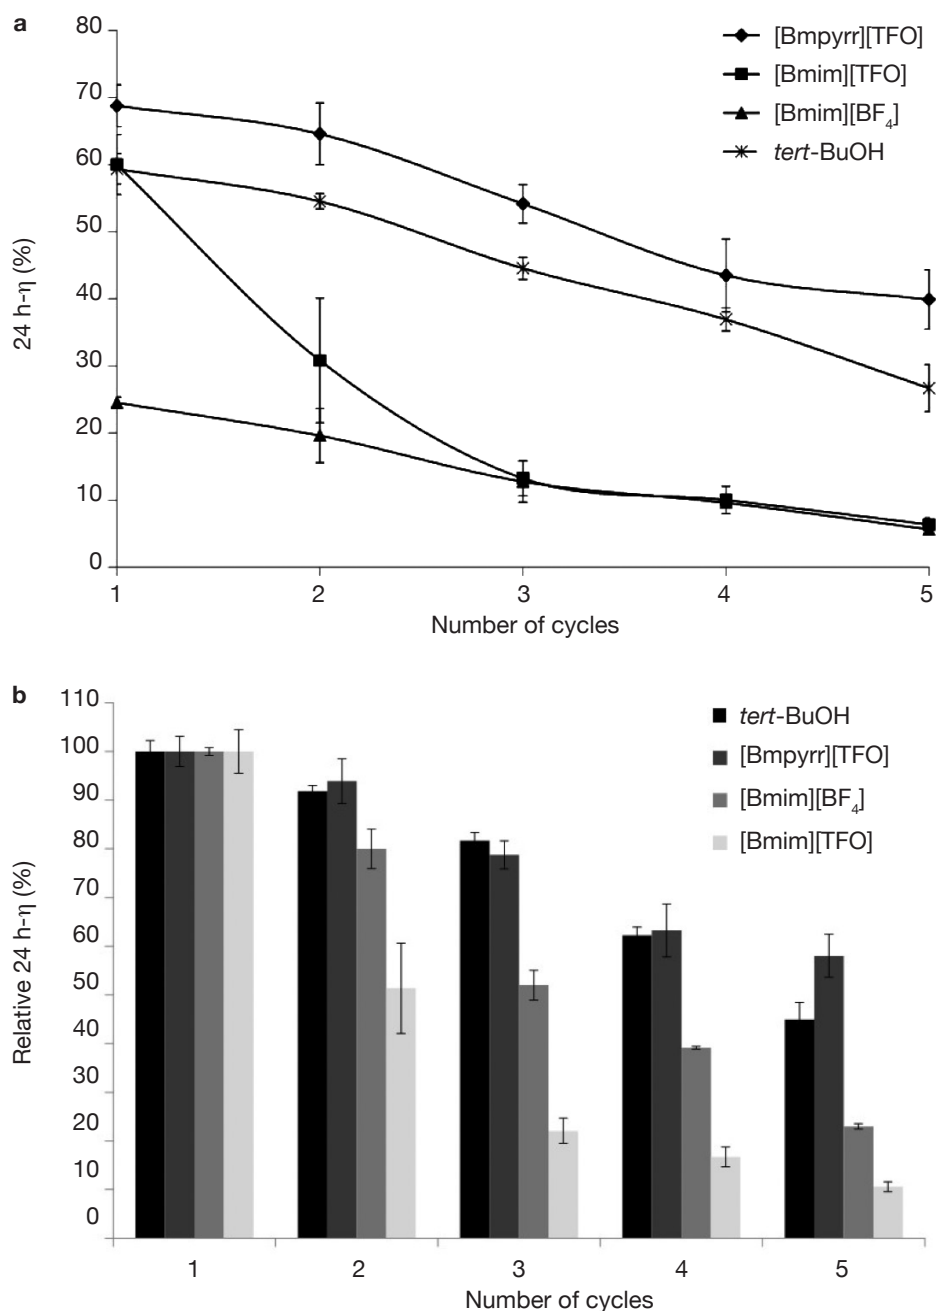 a
80
70
60
50
40
30
20
10
0
24 h-η (%)
[Bmpyrr][TFO]
[Bmim][TFO]
[Bmim][BF₄]
tert-BuOH
1 2 3 4 5
Number of cycles
b
110
100
90
80
70
60
50
40
30
20
10
0
Relative 24 h-η (%)
tert-BuOH
[Bmpyrr][TFO]
[Bmim][BF₄]
[Bmim][TFO]
1 2 3 4 5
Number of cycles